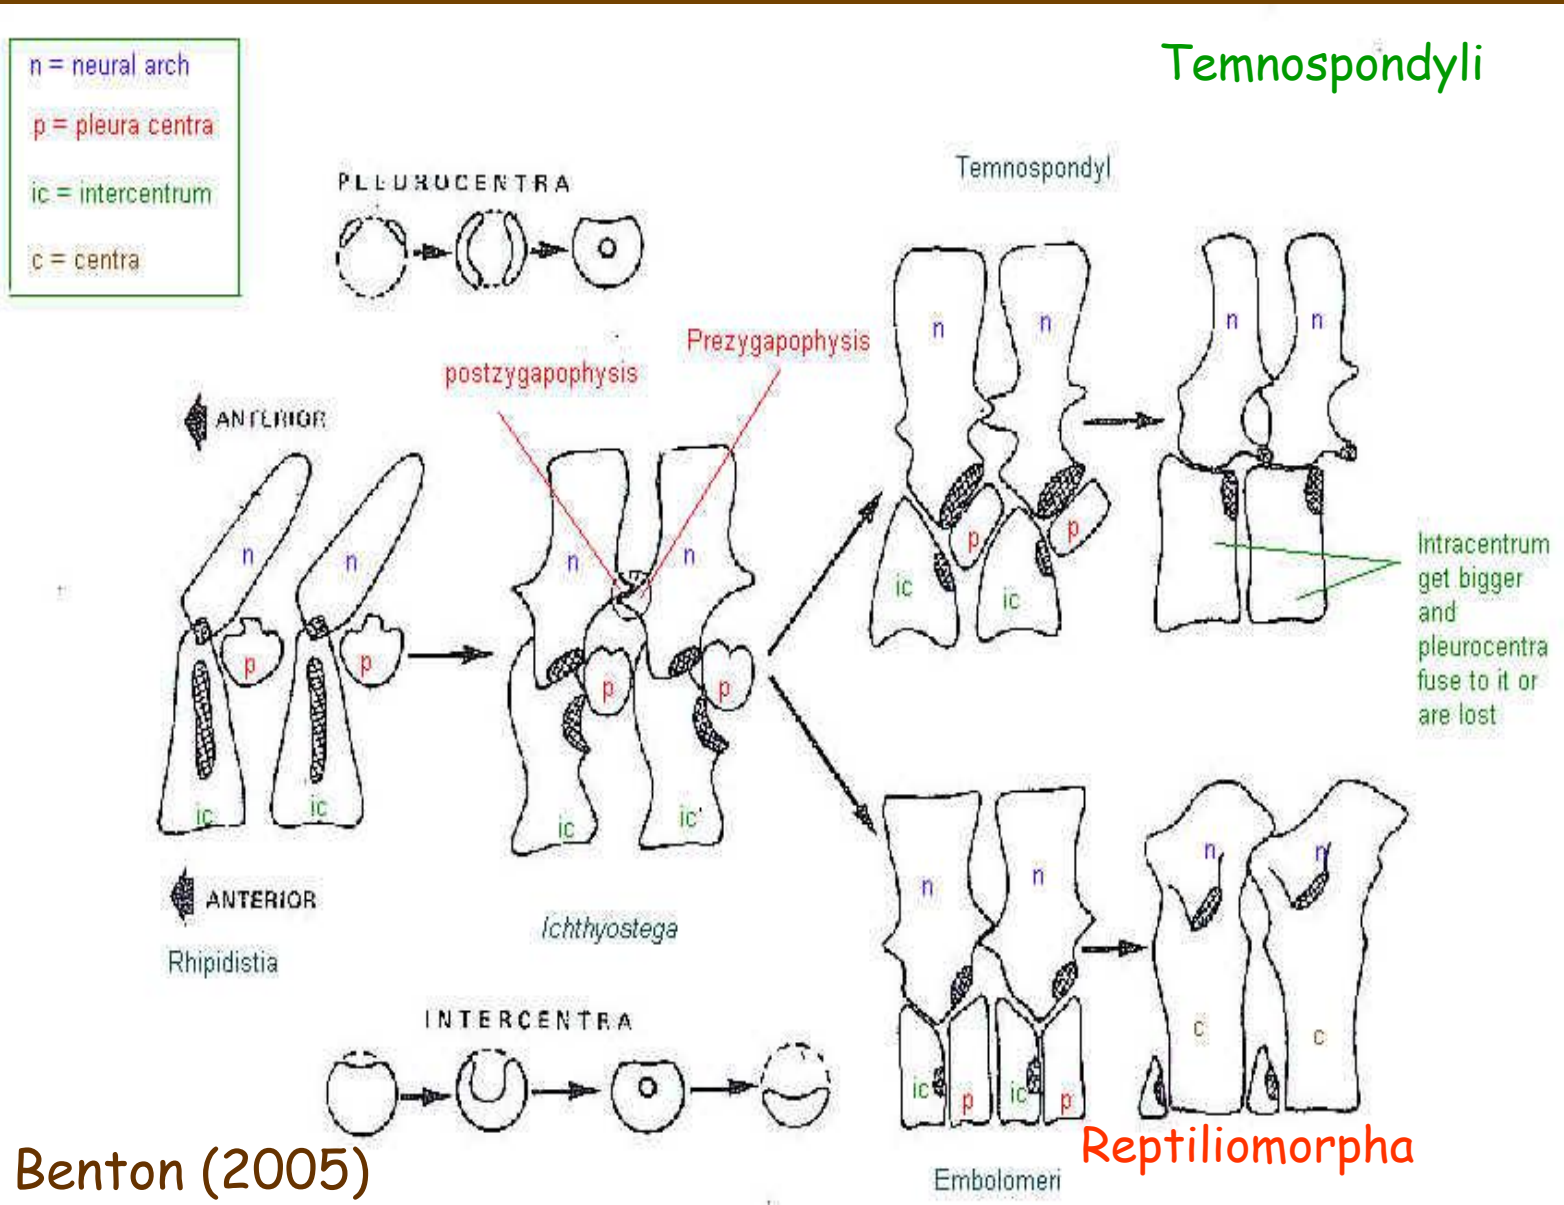 n = neural arch
p = pleura centra
ic = intercentrum
c = centra
Temnospondyli
PLEUROCENTRA
Temnospondyl
postzygapophysis
Prezygapophysis
ANTERIOR
n
n
n
n
n
n
n
n
p
p
p
p
p
p
ic
ic
ic
ic
ic
ic
Intracentrum
get bigger
and
pleurocentra
fuse to it or
are lost
ANTERIOR
Rhipidistia
Ichthyostega
n
n
n
n
c
c
ic
p
ic
p
INTERCENTRA
Embolomeri
Reptiliomorpha
Benton (2005)